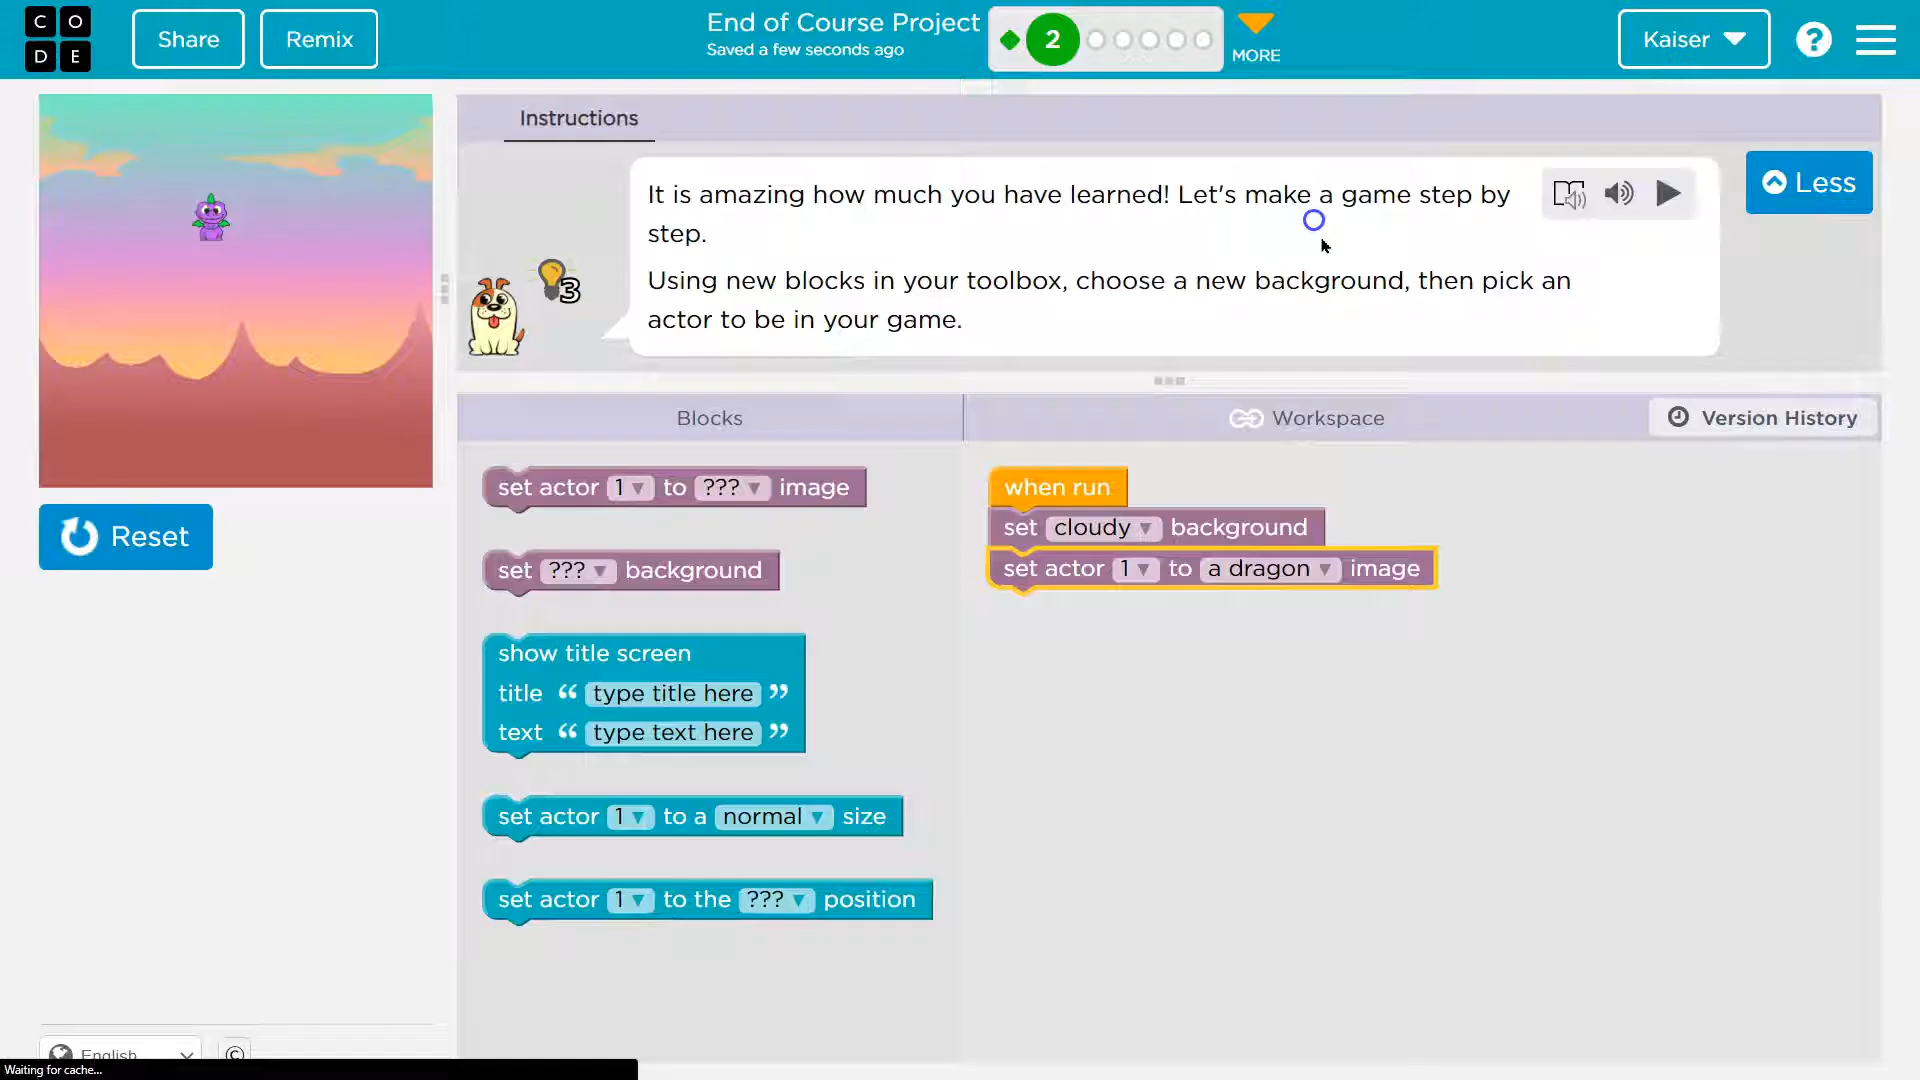 C O
D E
Share
Remix
End of Course Project
Saved a few seconds ago
2
MORE
Kaiser
?
Instructions
It is amazing how much you have learned! Let's make a game step by
step.
Using new blocks in your toolbox, choose a new background, then pick an
actor to be in your game.
3
Less
Blocks
Workspace
Version History
Reset
set actor 1 to ??? image
set ??? background
show title screen
title “ type title here ”
text “ type text here ”
set actor 1 to a normal size
set actor 1 to the ??? position
when run
set cloudy background
set actor 1 to a dragon image
English
©
Waiting for cache...